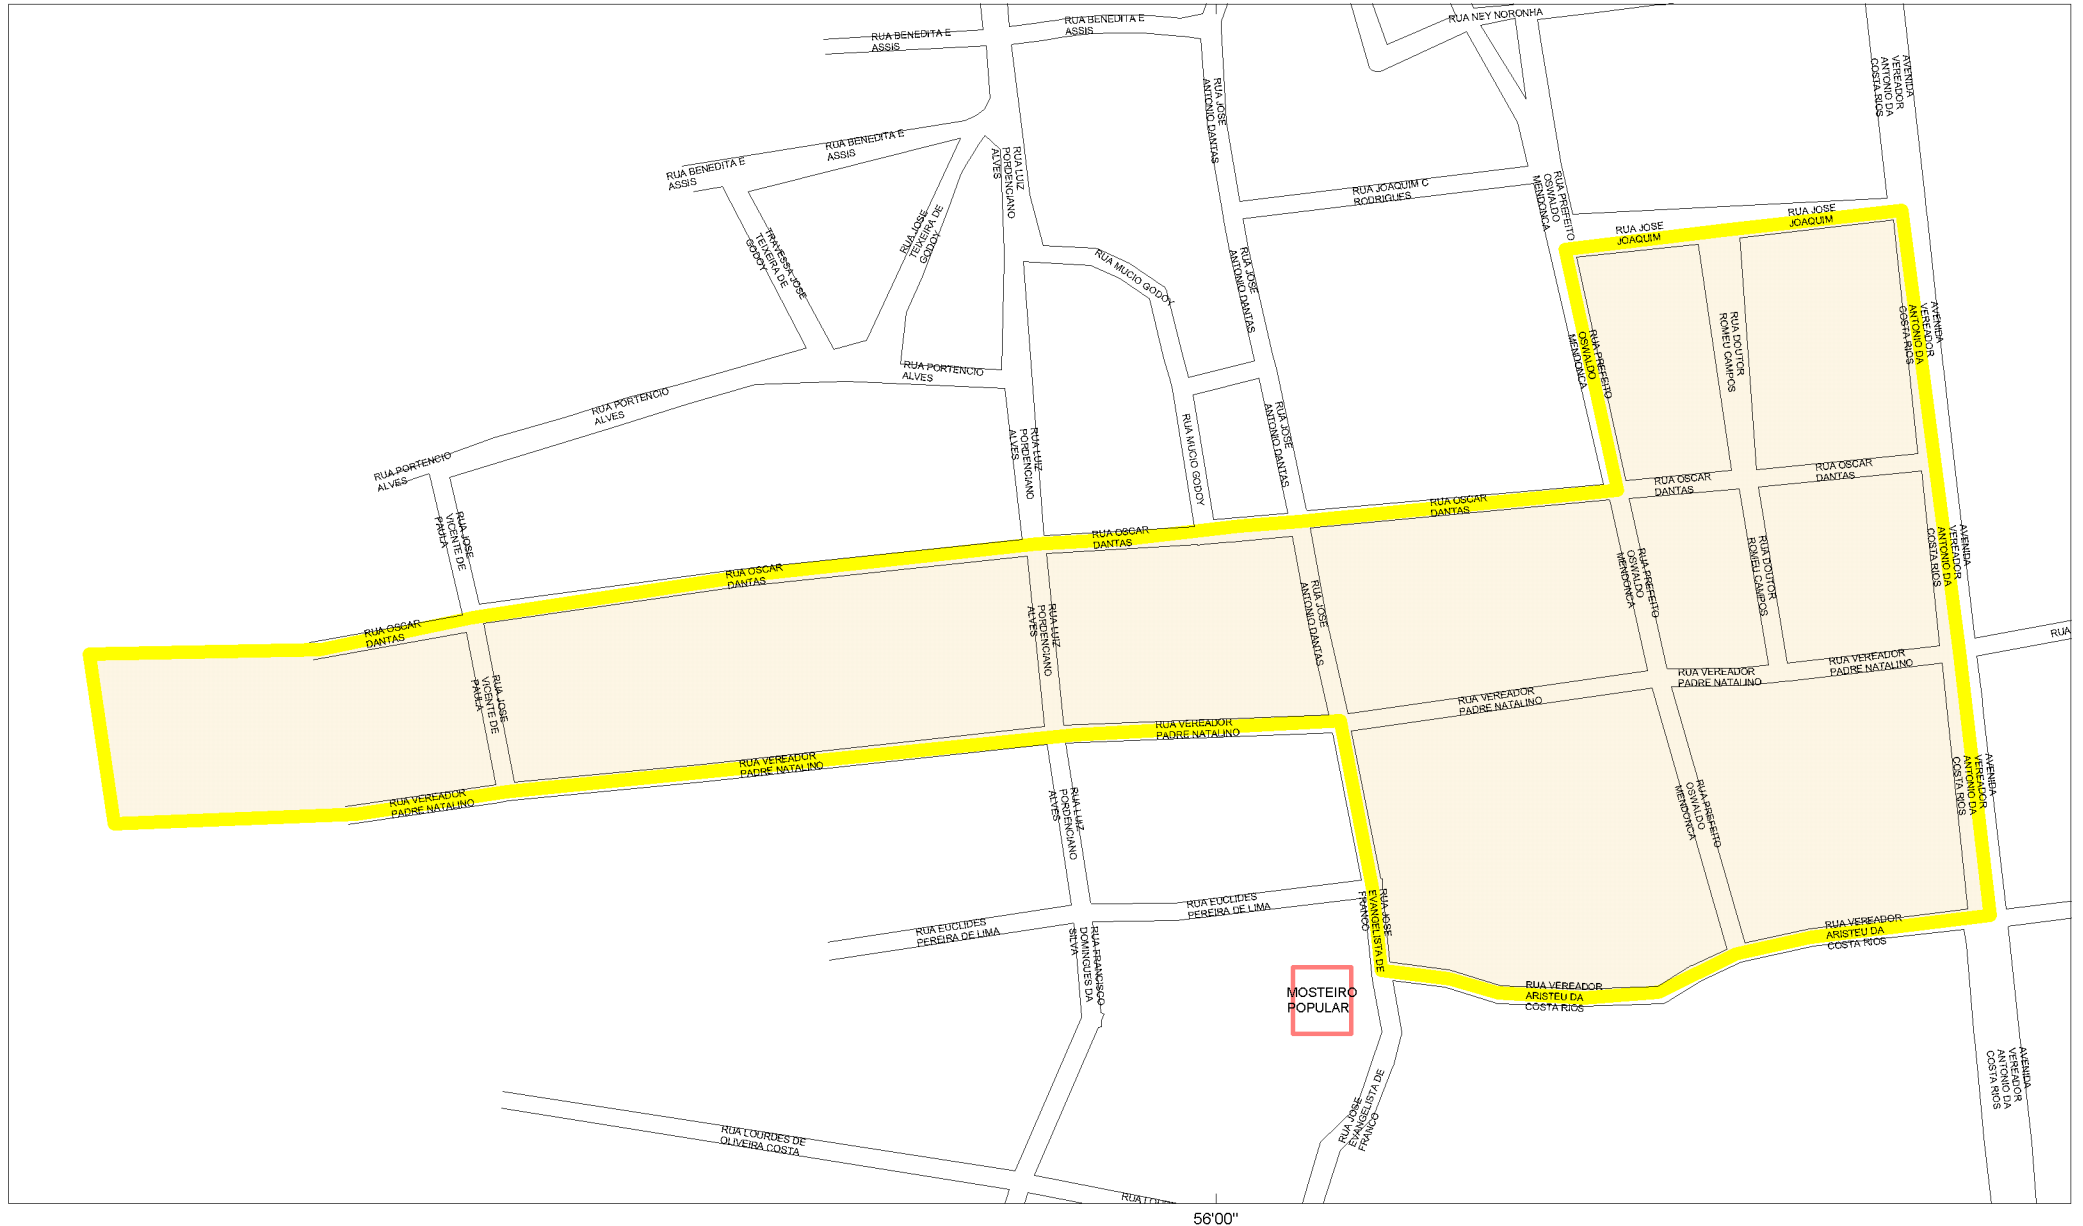 RUA BENEDITA E
ASSIS
RUA BENEDITA E
ASSIS
RUA NEY NORONHA
AVENIDA
VEREADOR
ANTONIO DA
COSTA RIOS
RUA JOSE
ANTONIO DANTAS
RUA BENEDITA E
ASSIS
RUA BENEDITA E
ASSIS
RUA LUIZ
PORDENCIANO
ALVES
RUA JOAQUIM C
RODRIGUES
RUA PREFEITO
OSWALDO
MENDONCA
RUA JOSE
JOAQUIM
RUA JOSE
JOAQUIM
TRAVESSA JOSE
TEIXEIRA DE
GODOY
RUA JOSE
TEIXEIRA DE
GODOY
RUA MUCIO GODOY
RUA JOSE
ANTONIO DANTAS
RUA PREFEITO
OSWALDO
MENDONCA
RUA DOUTOR
ROMEU CAMPOS
AVENIDA
VEREADOR
ANTONIO DA
COSTA RIOS
RUA PORTENCIO
ALVES
RUA PORTENCIO
ALVES
RUA PORTENCIO
ALVES
RUA LUIZ
PORDENCIANO
ALVES
RUA MUCIO GODOY
RUA JOSE
ANTONIO DANTAS
RUA OSCAR
DANTAS
RUA OSCAR
DANTAS
RUA OSCAR
DANTAS
RUA JOSE
VICENTE DE
PAULA
RUA OSCAR
DANTAS
RUA OSCAR
DANTAS
RUA OSCAR
DANTAS
RUA PREFEITO
OSWALDO
MENDONCA
RUA DOUTOR
ROMEU CAMPOS
AVENIDA
VEREADOR
ANTONIO DA
COSTA RIOS
RUA LUIZ
PORDENCIANO
ALVES
RUA JOSE
ANTONIO DANTAS
RUA
RUA JOSE
VICENTE DE
PAULA
RUA VEREADOR
PADRE NATALINO
RUA VEREADOR
PADRE NATALINO
RUA VEREADOR
PADRE NATALINO
RUA VEREADOR
PADRE NATALINO
RUA VEREADOR
PADRE NATALINO
RUA VEREADOR
PADRE NATALINO
RUA LUIZ
PORDENCIANO
ALVES
RUA PREFEITO
OSWALDO
MENDONCA
AVENIDA
VEREADOR
ANTONIO DA
COSTA RIOS
RUA EUCLIDES
PEREIRA DE LIMA
RUA EUCLIDES
PEREIRA DE LIMA
RUA JOSE
EVANGELISTA DE
FRANCO
RUA FRANCISCO
DOMINGUES DA
SILVA
RUA VEREADOR
ARISTEU DA
COSTA RIOS
RUA VEREADOR
ARISTEU DA
COSTA RIOS
MOSTEIRO
POPULAR
AVENIDA
VEREADOR
ANTONIO DA
COSTA RIOS
RUA JOSE
EVANGELISTA DE
FRANCO
RUA LOURDES DE
OLIVEIRA COSTA
56'00"